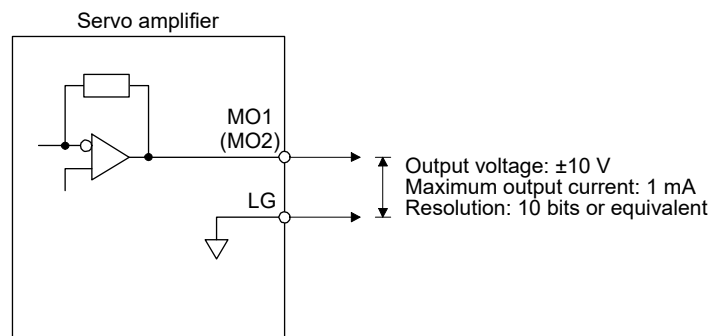 Servo amplifier
MO1
(MO2)
LG
Output voltage: ±10 V
Maximum output current: 1 mA
Resolution: 10 bits or equivalent